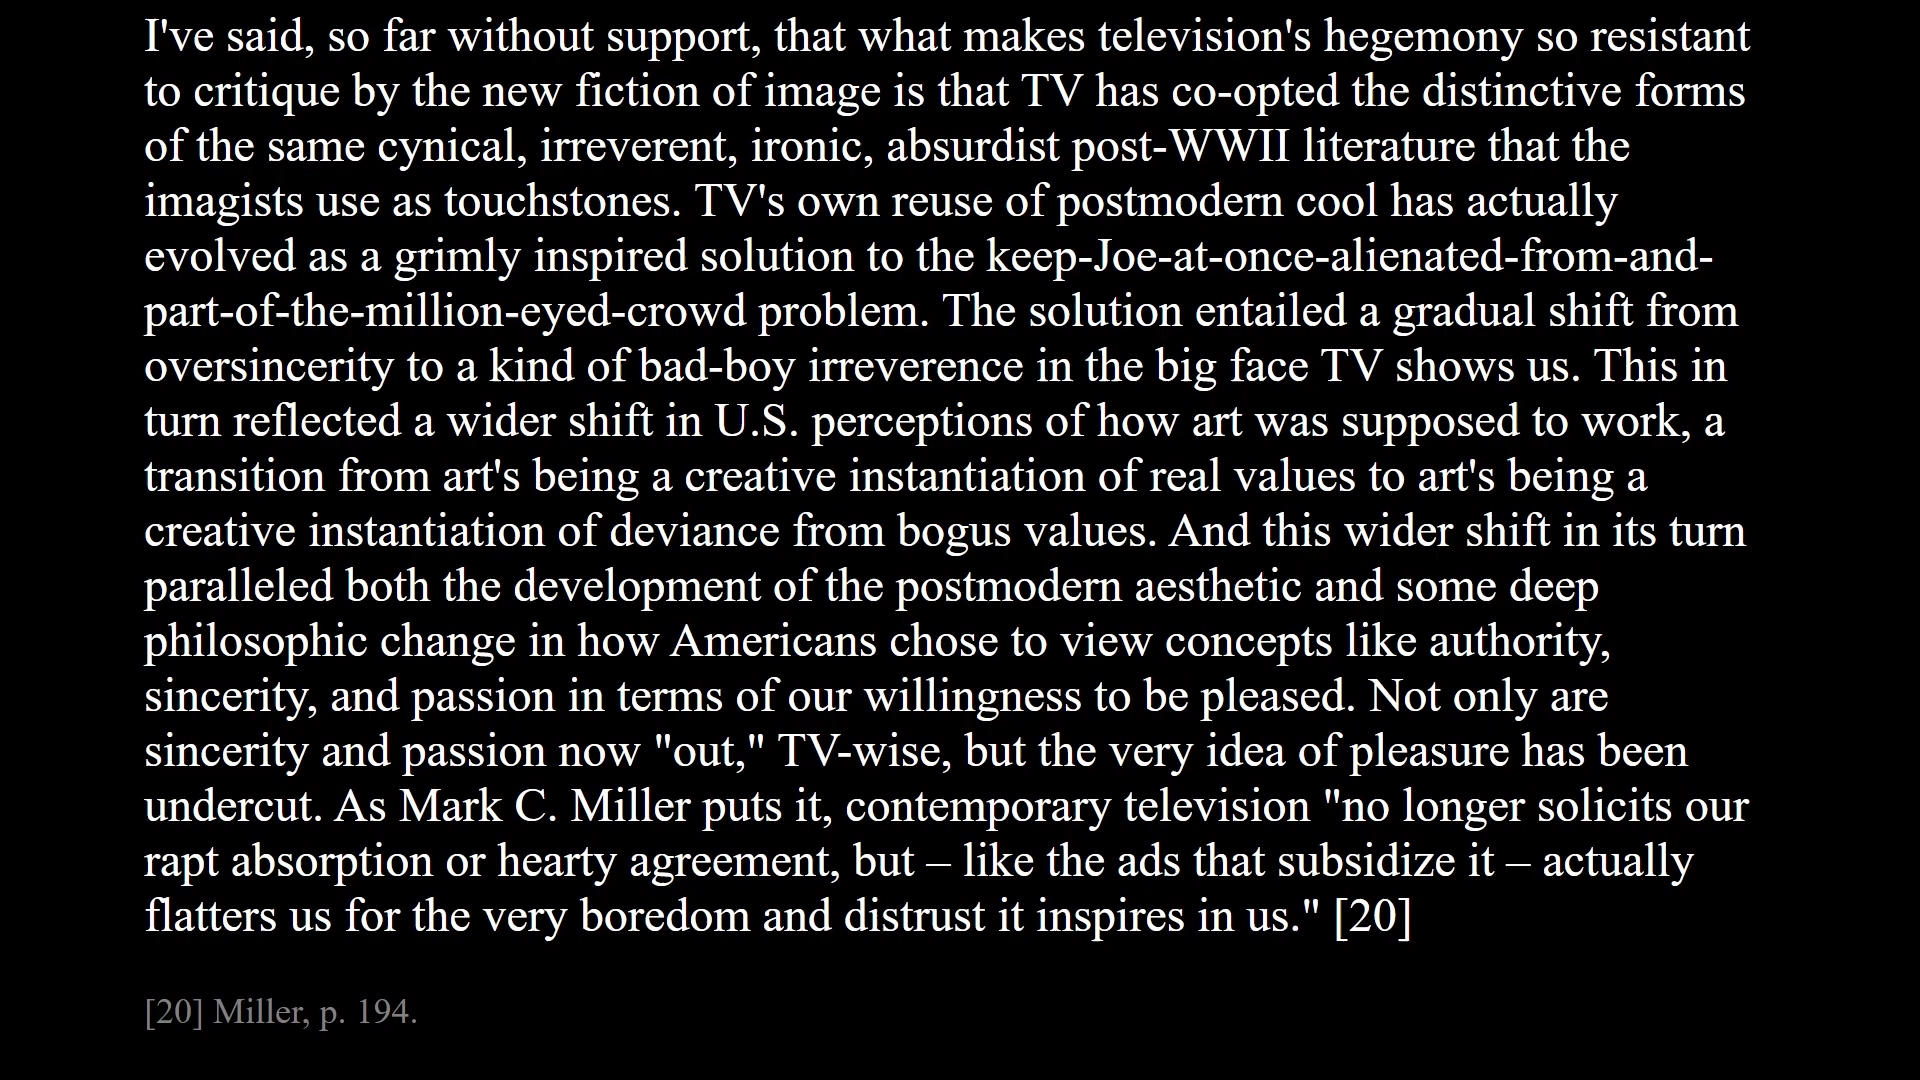 I've said, so far without support, that what makes television's hegemony so resistant
to critique by the new fiction of image is that TV has co-opted the distinctive forms
of the same cynical, irreverent, ironic, absurdist post-WWII literature that the
imagists use as touchstones. TV's own reuse of postmodern cool has actually
evolved as a grimly inspired solution to the keep-Joe-at-once-alienated-from-and-
part-of-the-million-eyed-crowd problem. The solution entailed a gradual shift from
oversincerity to a kind of bad-boy irreverence in the big face TV shows us. This in
turn reflected a wider shift in U.S. perceptions of how art was supposed to work, a
transition from art's being a creative instantiation of real values to art's being a
creative instantiation of deviance from bogus values. And this wider shift in its turn
paralleled both the development of the postmodern aesthetic and some deep
philosophic change in how Americans chose to view concepts like authority,
sincerity, and passion in terms of our willingness to be pleased. Not only are
sincerity and passion now "out," TV-wise, but the very idea of pleasure has been
undercut. As Mark C. Miller puts it, contemporary television "no longer solicits our
rapt absorption or hearty agreement, but – like the ads that subsidize it – actually
flatters us for the very boredom and distrust it inspires in us." [20]
[20] Miller, p. 194.